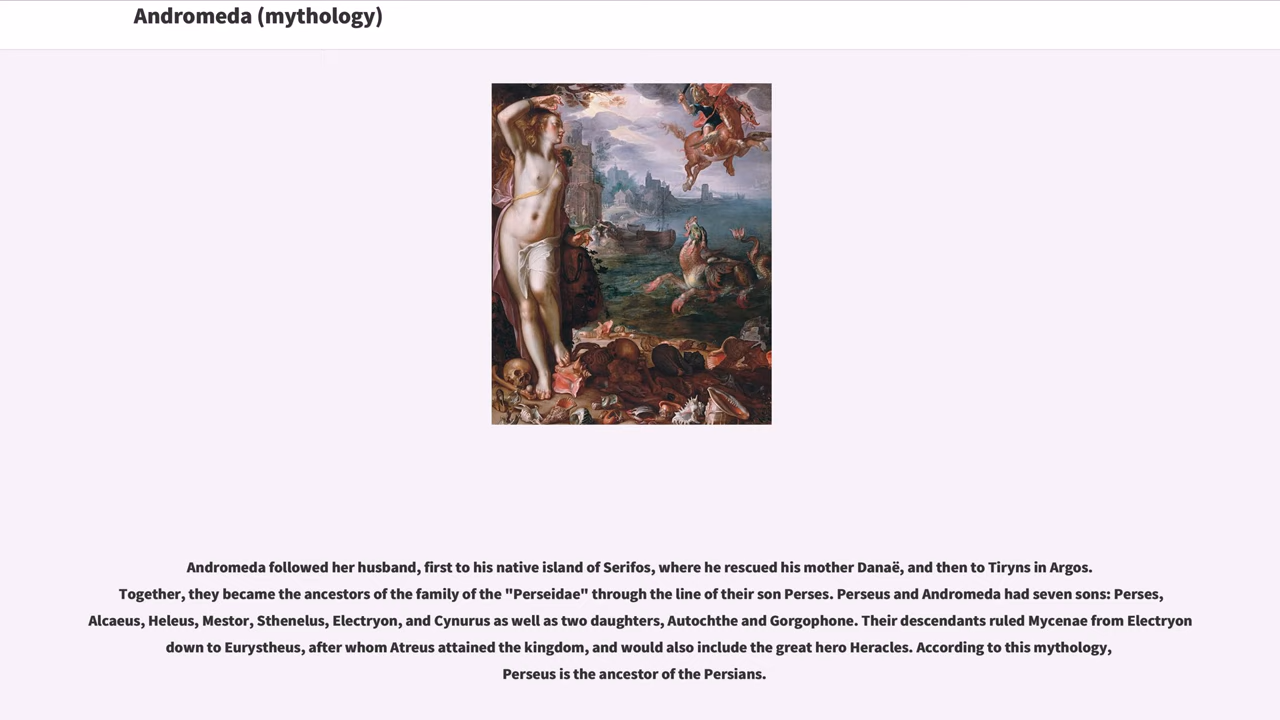 Andromeda (mythology)
Andromeda followed her husband, first to his native island of Serifos, where he rescued his mother Danaë, and then to Tiryns in Argos.
Together, they became the ancestors of the family of the "Perseidae" through the line of their son Perses. Perseus and Andromeda had seven sons: Perses,
Alcaeus, Heleus, Mestor, Sthenelus, Electryon, and Cynurus as well as two daughters, Autochthe and Gorgophone. Their descendants ruled Mycenae from Electryon
down to Eurystheus, after whom Atreus attained the kingdom, and would also include the great hero Heracles. According to this mythology,
Perseus is the ancestor of the Persians.